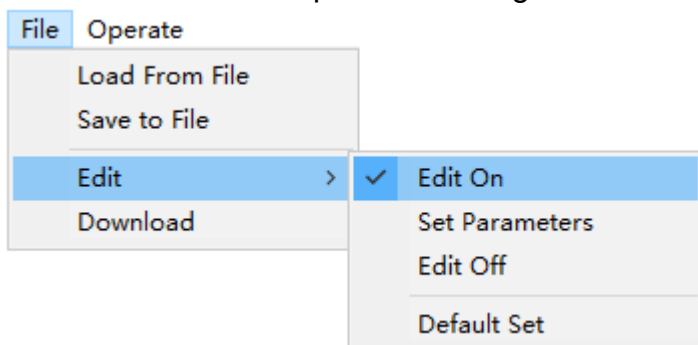 File Operate
Load From File
Save to File
Edit > ✓ Edit On
Download Set Parameters
Edit Off
Default Set